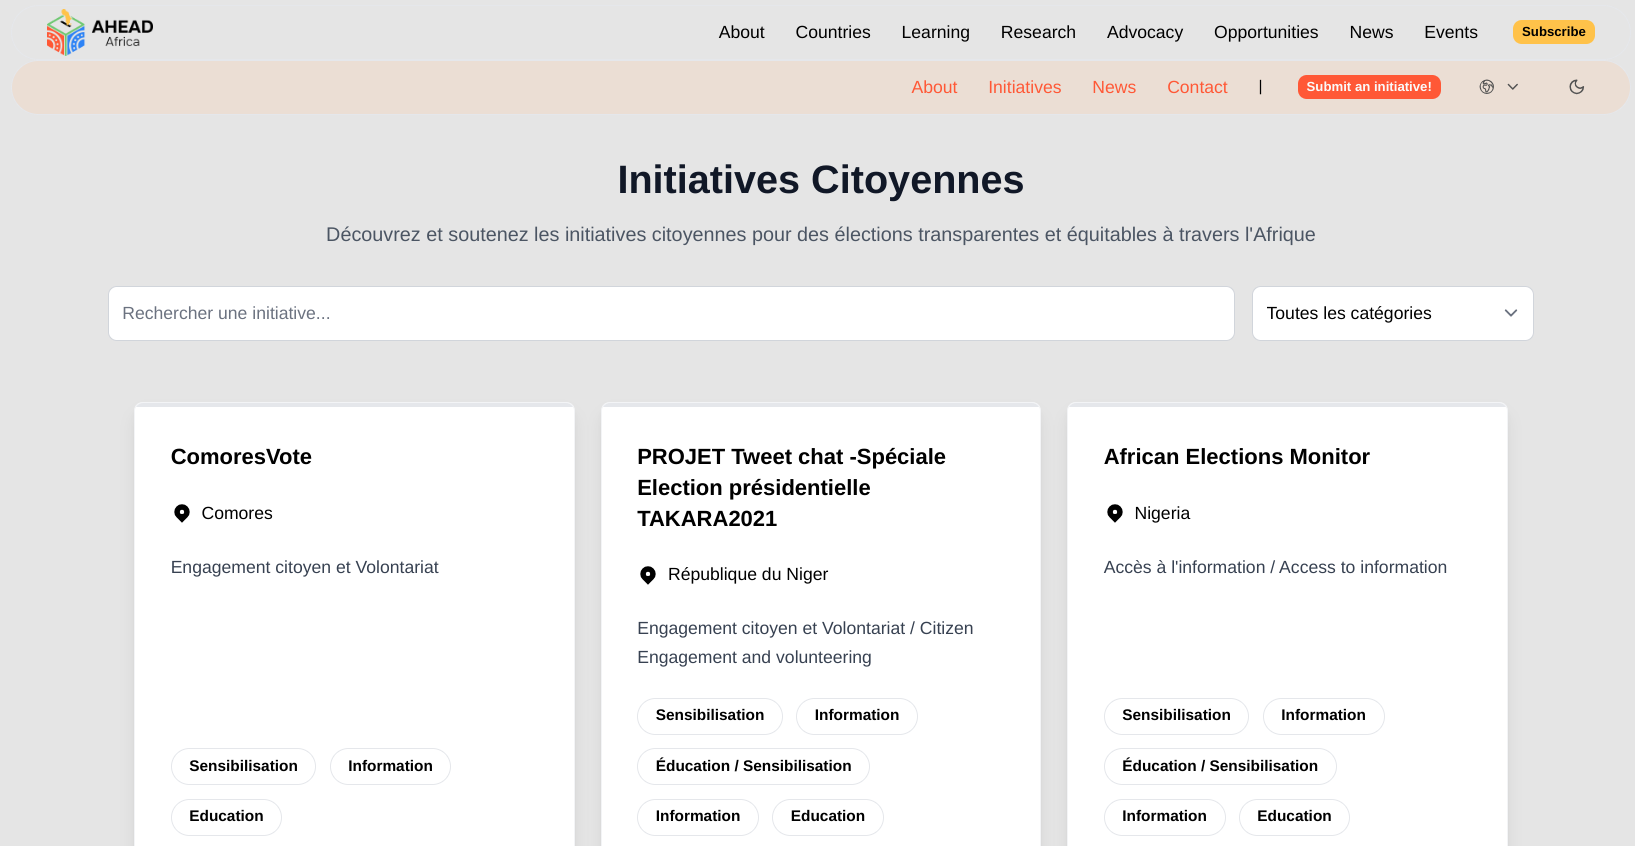 AHEAD
Africa
About Countries Learning Research Advocacy Opportunities News Events Subscribe
About Initiatives News Contact | Submit an initiative!
Initiatives Citoyennes
Découvrez et soutenez les initiatives citoyennes pour des élections transparentes et équitables à travers l'Afrique
Rechercher une initiative...
Toutes les catégories
ComoresVote
Comores
Engagement citoyen et Volontariat
Sensibilisation Information
Education
PROJET Tweet chat -Spéciale
Election présidentielle
TAKARA2021
République du Niger
Engagement citoyen et Volontariat / Citizen
Engagement and volunteering
Sensibilisation Information
Éducation / Sensibilisation
Information Education
African Elections Monitor
Nigeria
Accès à l'information / Access to information
Sensibilisation Information
Éducation / Sensibilisation
Information Education